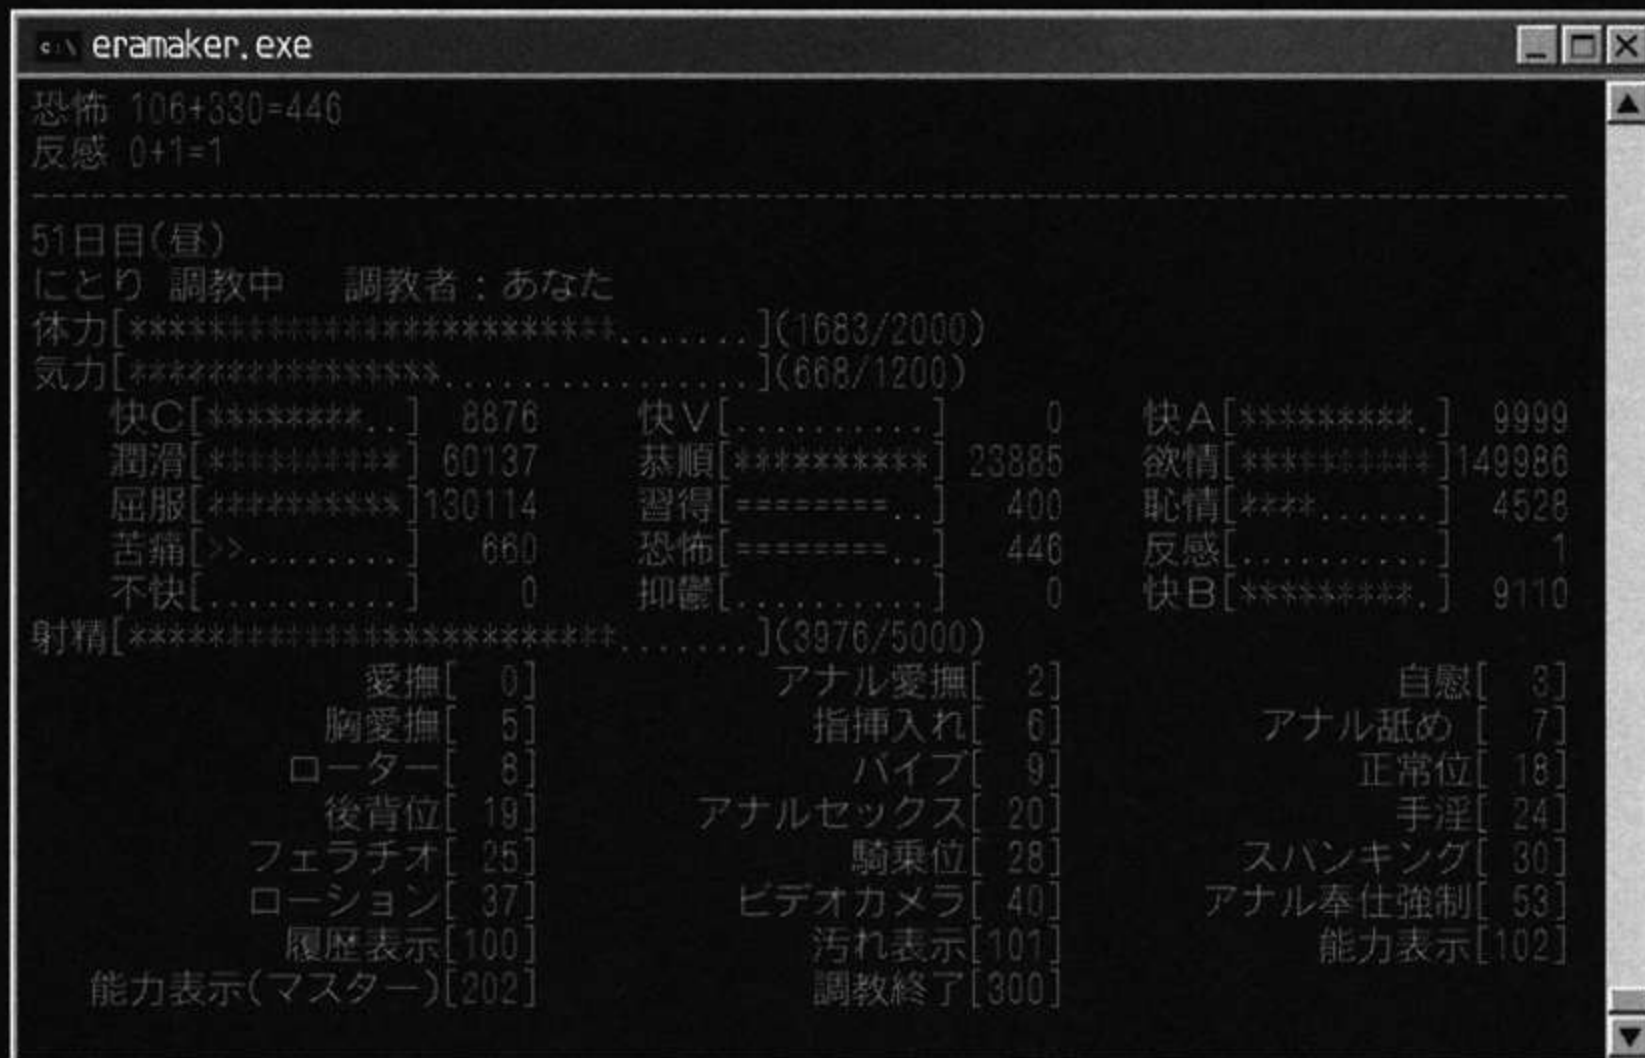 eramaker.exe
恐怖 106+330=446
反感 0+1=1
------------------------------------------------------------
51日目(昼)
にとり 調教中 調教者：あなた
体力[*************************.......](1683/2000)
気力[****************................](668/1200)
快C[********..] 8876 快V[..........] 0 快A[*********.] 9999
潤滑[**********] 60137 恭順[**********] 23885 欲情[**********]149986
屈服[**********]130114 習得[========..] 400 恥情[****......] 4528
苦痛[>>........] 660 恐怖[========..] 446 反感[..........] 1
不快[..........] 0 抑鬱[..........] 0 快B[*********.] 9110
射精[*************************.......](3976/5000)
愛撫[ 0] アナル愛撫[ 2] 自慰[ 3]
胸愛撫[ 5] 指挿入れ[ 6] アナル舐め [ 7]
ローター[ 8] バイブ[ 9] 正常位[ 18]
後背位[ 19] アナルセックス[ 20] 手淫[ 24]
フェラチオ[ 25] 騎乗位[ 28] スパンキング[ 30]
ローション[ 37] ビデオカメラ[ 40] アナル奉仕強制[ 53]
履歴表示[100] 汚れ表示[101] 能力表示[102]
能力表示(マスター)[202] 調教終了[300]